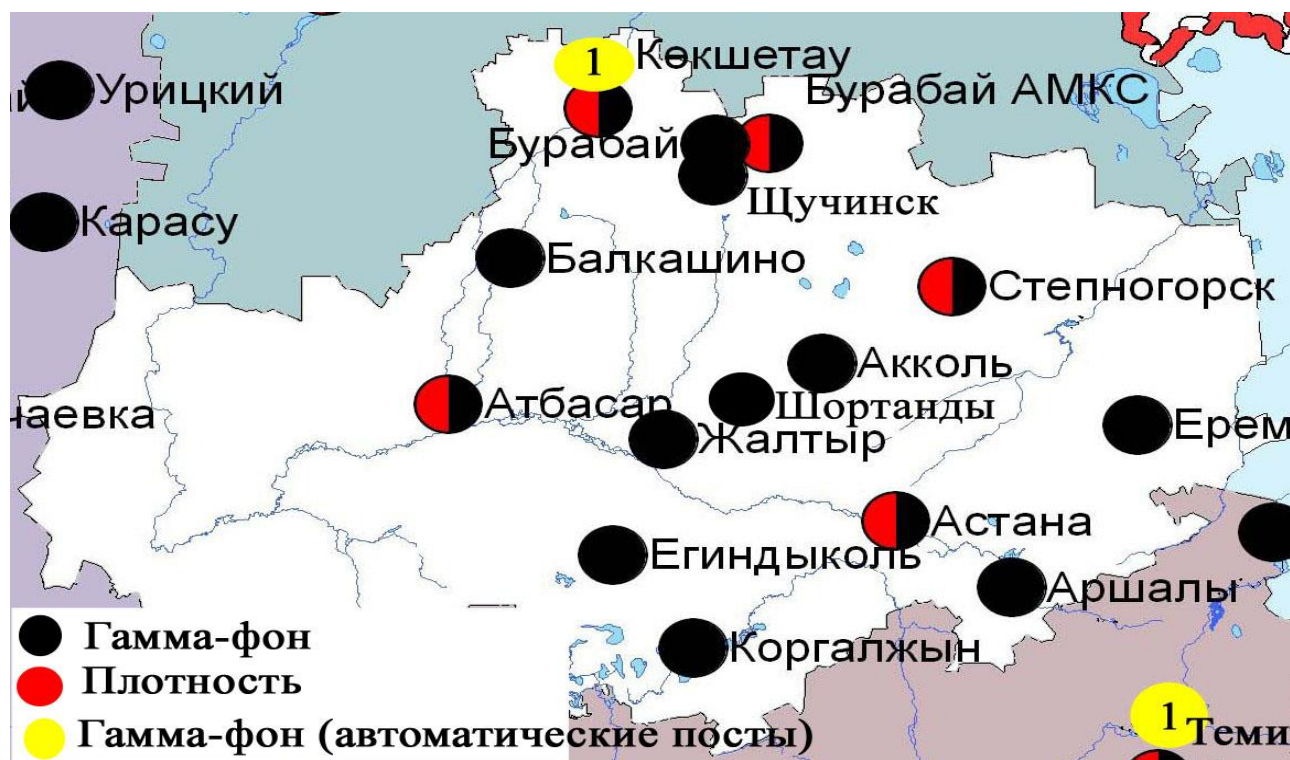 1 Көкшетау
Бурабай АМКС
Урицкий
Бурабай
Щучинск
Карасу
Балкашино
Степногорск
Акколь
Атбасар
Шортанды
чаевка
Ерем
Жалтыр
Астана
Егиндыколь
Аршалы
Коргалжын
Гамма-фон
Плотность
Гамма-фон (автоматические посты)
1 Теми